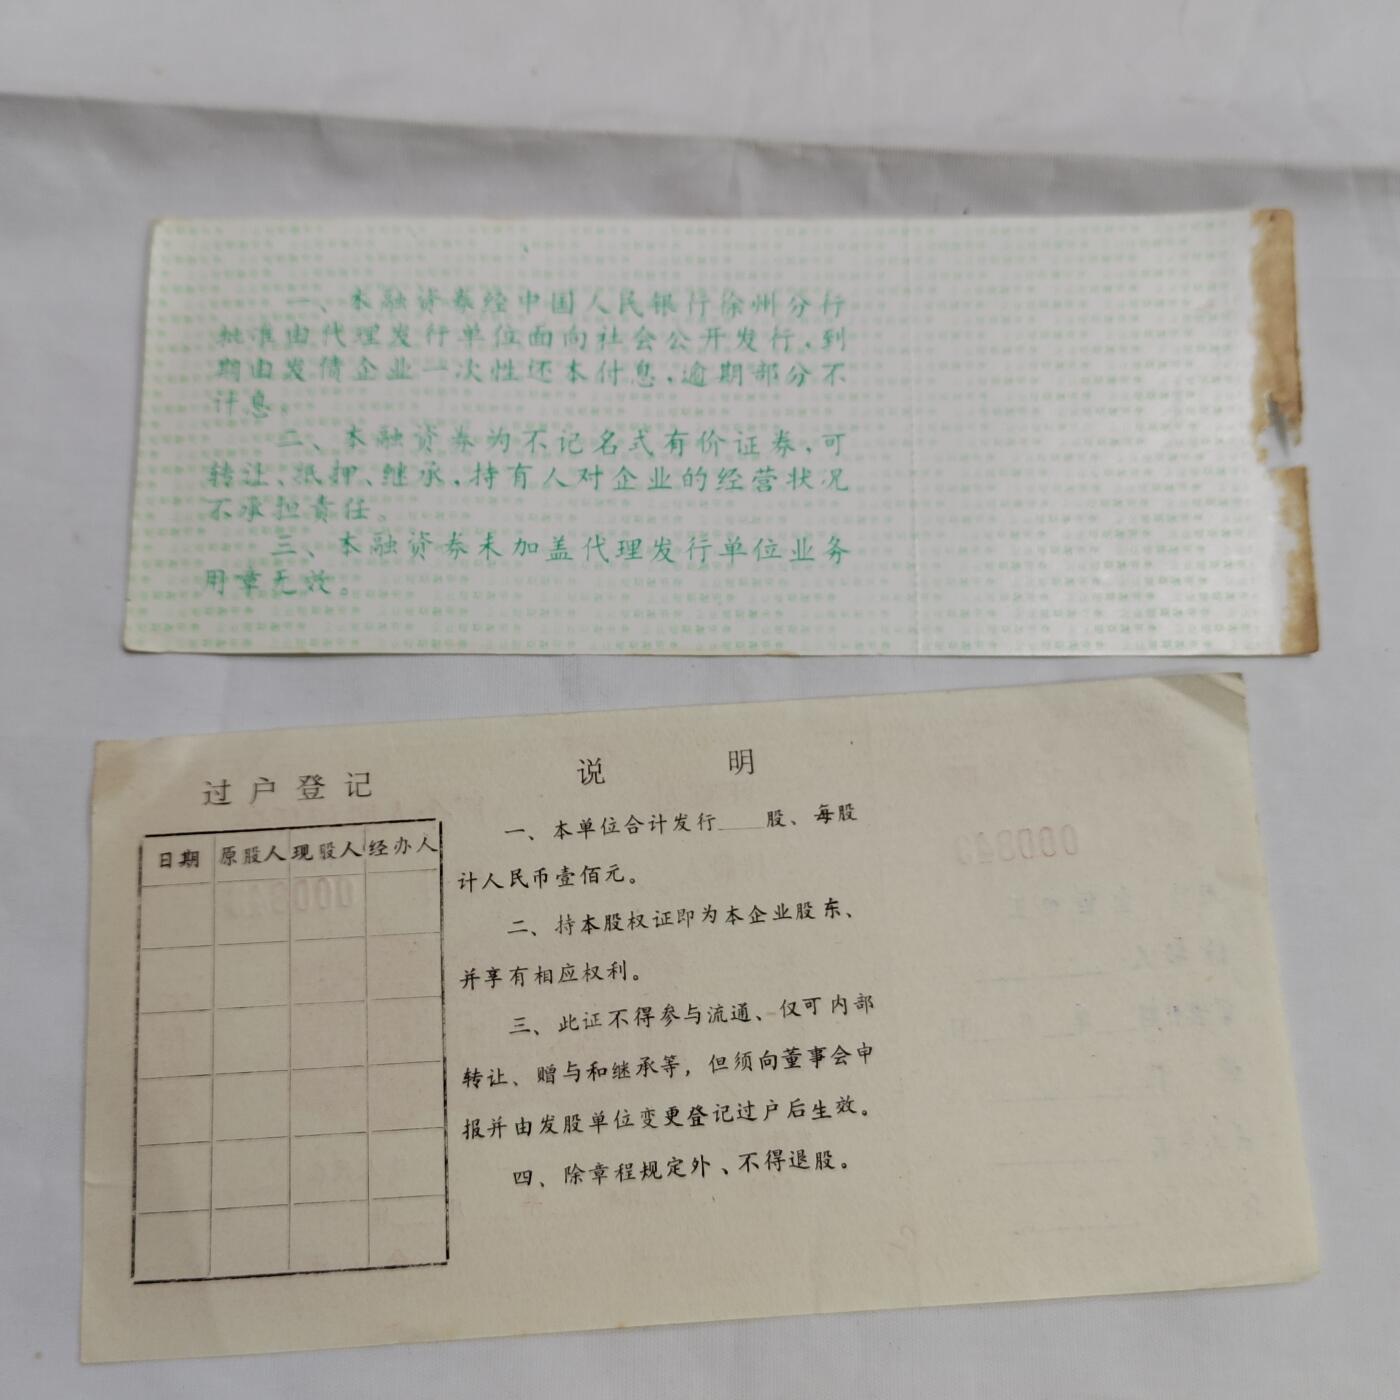 一、本融资券经中国人民银行徐州分行
批准由代理发行单位面向社会公开发行，到
期由发债企业一次性还本付息，逾期部分不
计息。
二、本融资券为不记名式有价证券，可
转让、抵押、继承，持有人对企业的经营状况
不承担责任。
三、本融资券未加盖代理发行单位业务
用章无效。
过户登记
日期 原股人 现股人 经办人
说 明
一、本单位合计发行____股、每股
计人民币壹佰元。
二、持本股权证即为本企业股东、
并享有相应权利。
三、此证不得参与流通、仅可内部
转让、赠与和继承等，但须向董事会申
报并由发股单位变更登记过户后生效。
四、除章程规定外、不得退股。